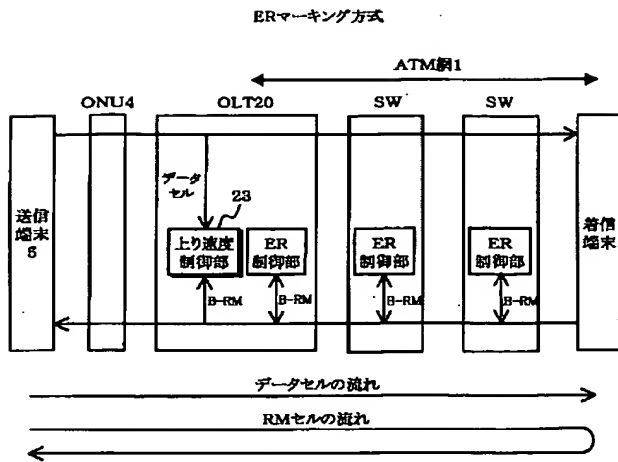 ERマーキング方式
ATM網1
ONU4
OLT20
SW
SW
データ
セル
23
送信
端末
5
上り速度
制御部
ER
制御部
ER
制御部
ER
制御部
着信
端末
B-RM
B-RM
B-RM
B-RM
データセルの流れ
RMセルの流れ